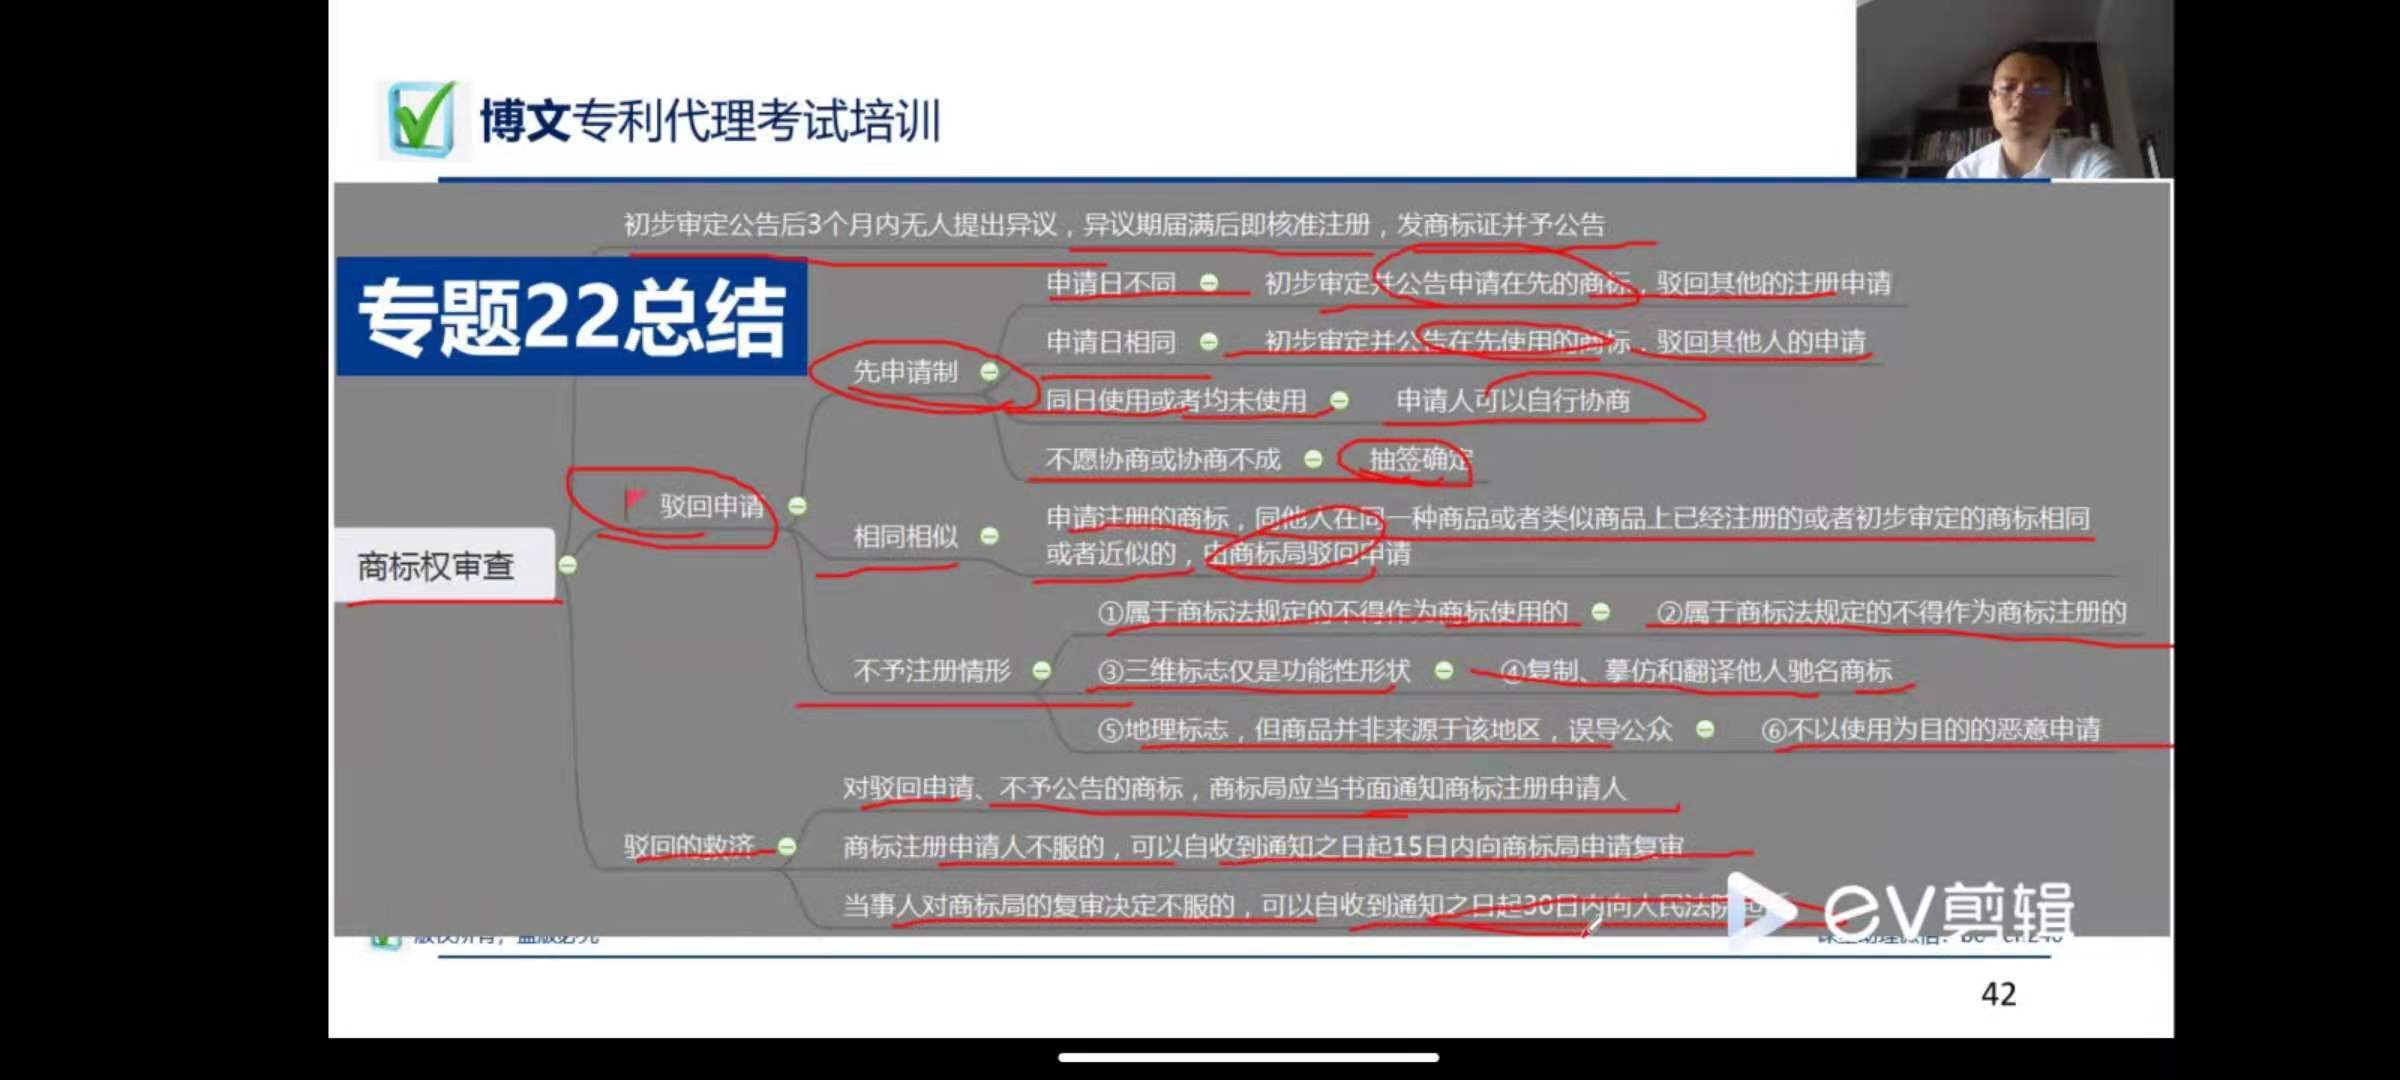 博文专利代理考试培训
初步审定公告后3个月内无人提出异议，异议期届满后即核准注册，发商标证并予公告
专题22总结
申请日不同 初步审定并公告申请在先的商标，驳回其他的注册申请
申请日相同 初步审定并公告在先使用的商标，驳回其他人的申请
先申请制
同日使用或者均未使用 申请人可以自行协商
不愿协商或协商不成 抽签确定
驳回申请
相同相似
申请注册的商标，同他人在同一种商品或者类似商品上已经注册的或者初步审定的商标相同
或者近似的，由商标局驳回申请
商标权审查
不予注册情形
①属于商标法规定的不得作为商标使用的 ②属于商标法规定的不得作为商标注册的
③三维标志仅是功能性形状 ④复制、摹仿和翻译他人驰名商标
⑤地理标志，但商品并非来源于该地区，误导公众 ⑥不以使用为目的的恶意申请
驳回的救济
对驳回申请、不予公告的商标，商标局应当书面通知商标注册申请人
商标注册申请人不服的，可以自收到通知之日起15日内向商标局申请复审
当事人对商标局的复审决定不服的，可以自收到通知之日起30日内向人民法院
EV剪辑
42